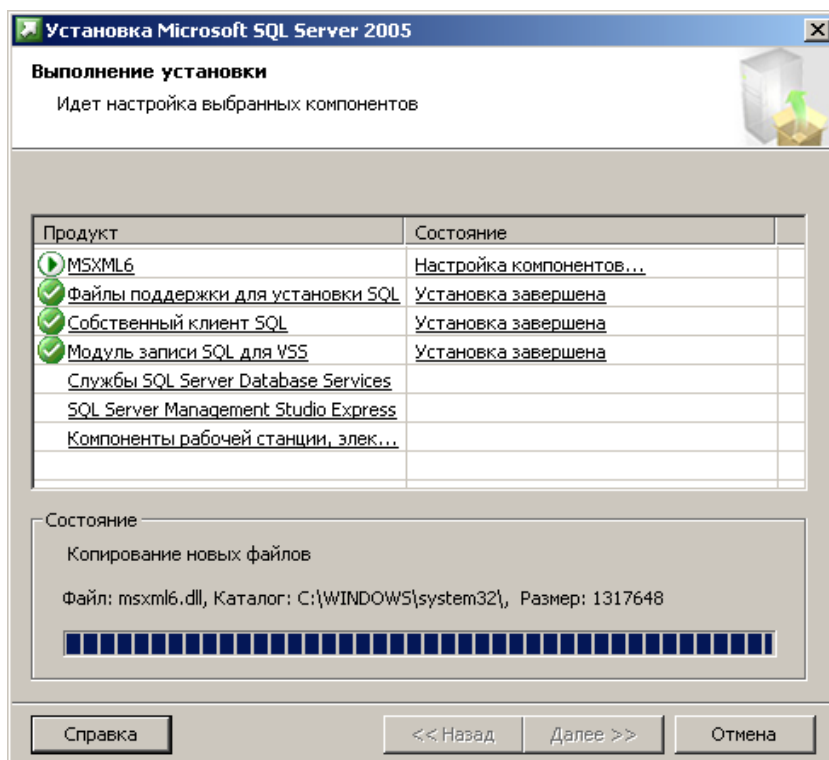 Установка Microsoft SQL Server 2005
Выполнение установки
Идет настройка выбранных компонентов
Продукт Состояние
MSXML6 Настройка компонентов...
Файлы поддержки для установки SQL Установка завершена
Собственный клиент SQL Установка завершена
Модуль записи SQL для VSS Установка завершена
Службы SQL Server Database Services
SQL Server Management Studio Express
Компоненты рабочей станции, элек...
Состояние
Копирование новых файлов
Файл: msxml6.dll, Каталог: C:\WINDOWS\system32\, Размер: 1317648
Справка << Назад Далее >> Отмена